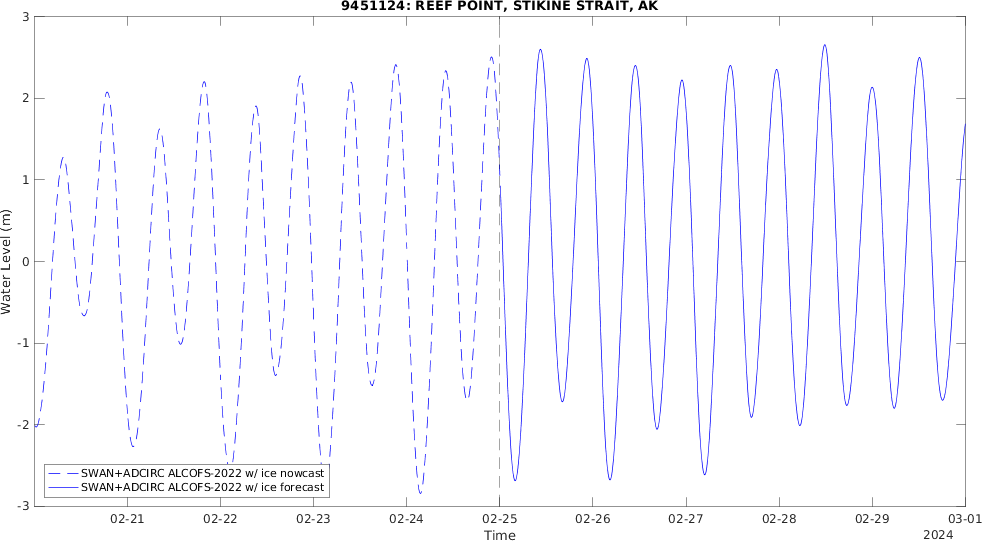 9451124: REEF POINT, STIKINE STRAIT, AK
3
2
1
0
-1
-2
-3
Water Level (m)
SWAN+ADCIRC ALCOFS-2022 w/ ice nowcast
SWAN+ADCIRC ALCOFS-2022 w/ ice forecast
02-21 02-22 02-23 02-24 02-25 02-26 02-27 02-28 02-29 03-01
Time
2024